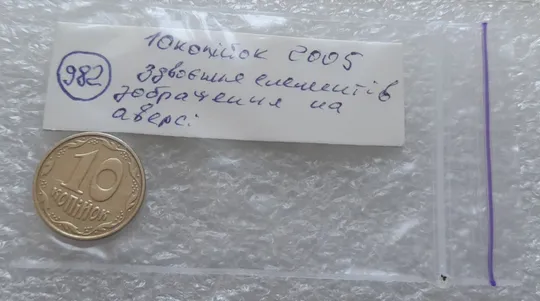 10 копійок 2005
982
Здвоєння елементів
зображення на
аверсі
10
КОПІЙОК